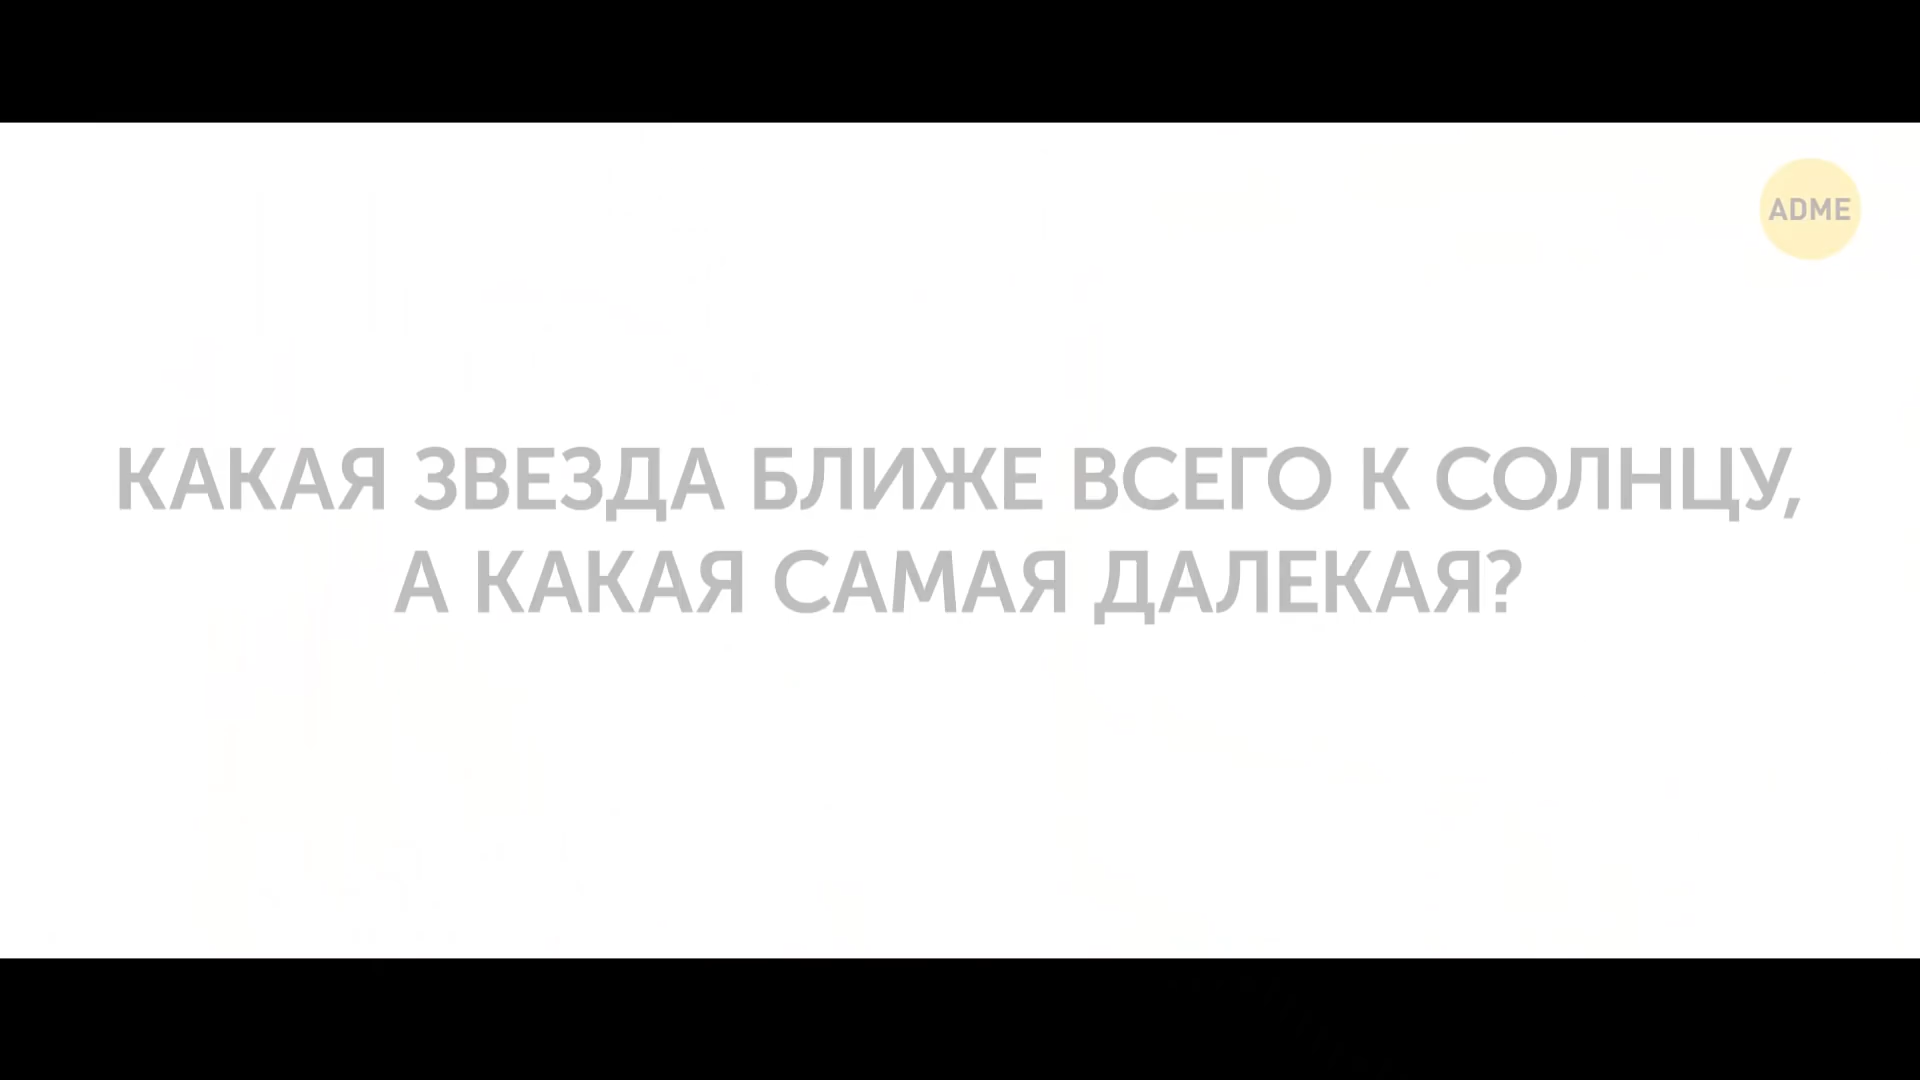 ADME
КАКАЯ ЗВЕЗДА БЛИЖЕ ВСЕГО К СОЛНЦУ,
А КАКАЯ САМАЯ ДАЛЕКАЯ?